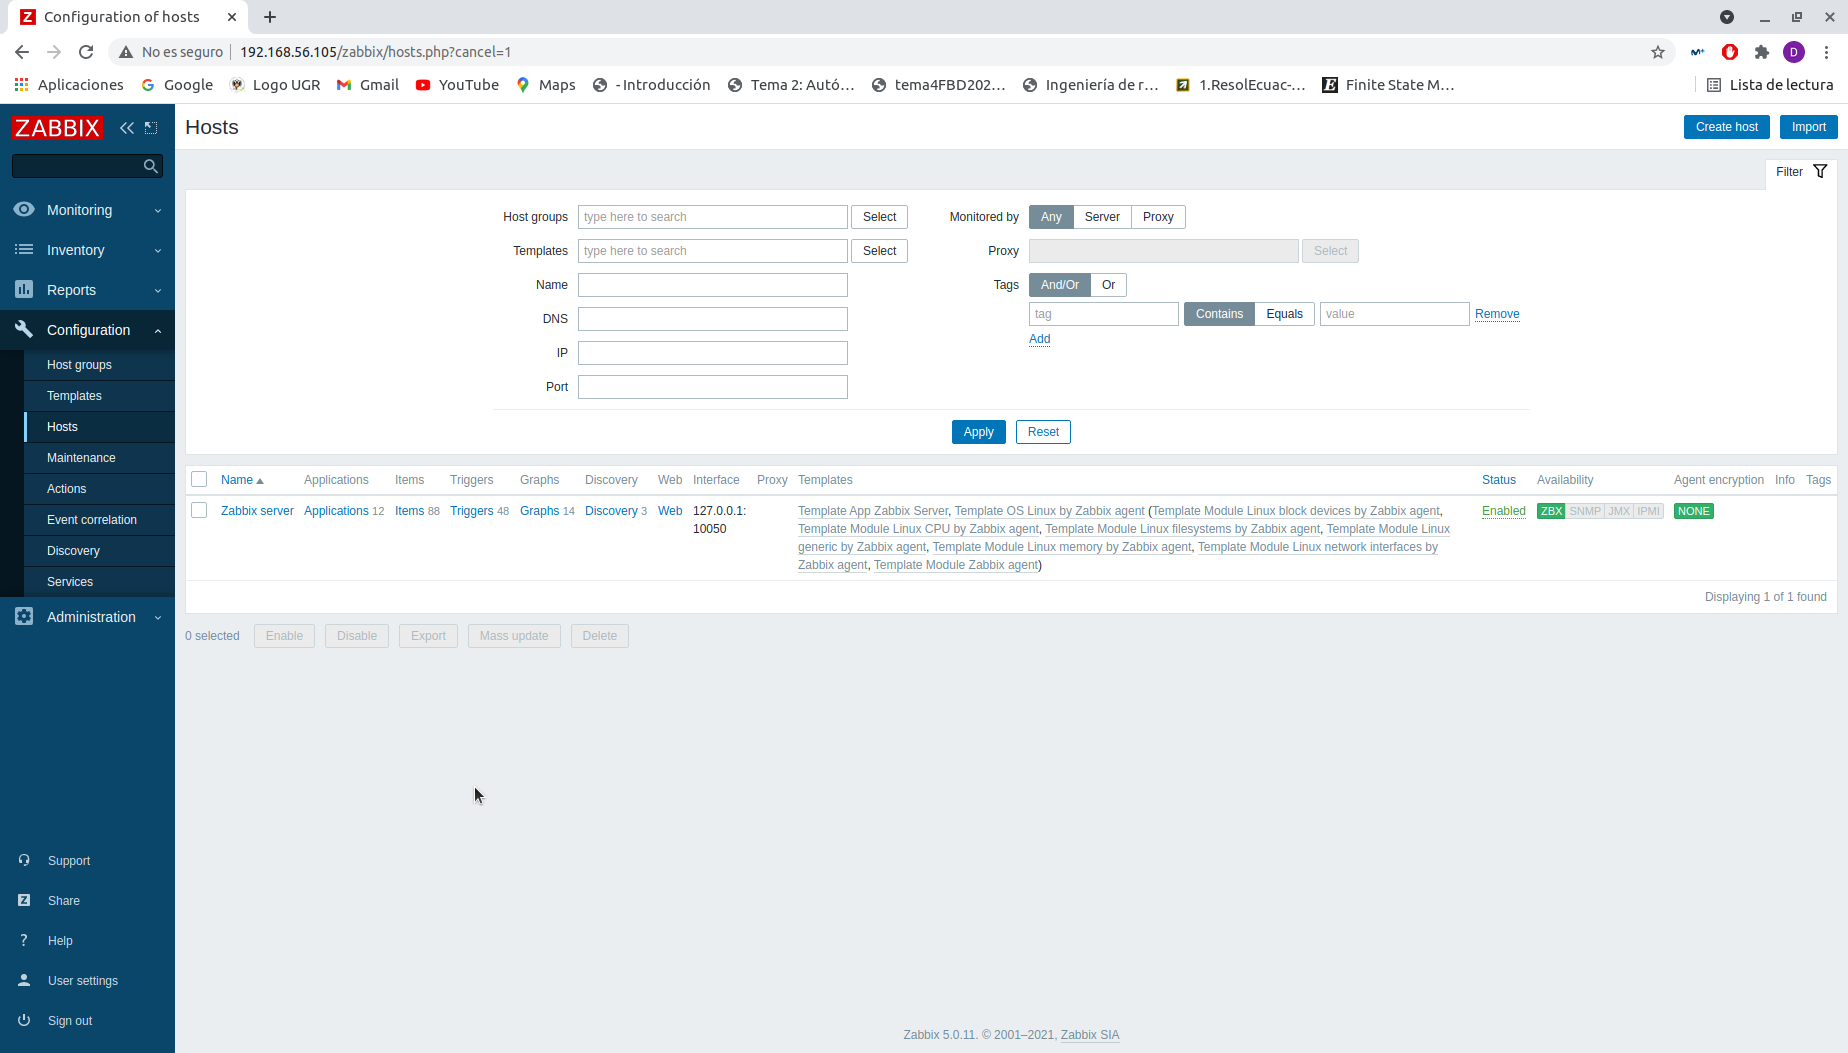 Configuration of hosts
No es seguro
192.168.56.105/zabbix/hosts.php?cancel=1
D
Aplicaciones
Google
Logo UGR
Gmail
YouTube
Maps
- Introducción
Tema 2: Autó...
tema4FBD202...
Ingeniería de r...
1.ResolEcuac-...
Finite State M...
Lista de lectura
ZABBIX
Monitoring
Inventory
Reports
Configuration
Host groups
Templates
Hosts
Maintenance
Actions
Event correlation
Discovery
Services
Administration
Support
Share
Help
User settings
Sign out
Hosts
Create host
Import
Filter
Host groups type here to search Select
Templates type here to search Select
Name
DNS
IP
Port
Monitored by Any Server Proxy
Proxy Select
Tags And/Or Or
tag Contains Equals value Remove
Add
Apply Reset
Name Applications Items Triggers Graphs Discovery Web Interface Proxy Templates Status Availability Agent encryption Info Tags
Zabbix server Applications 12 Items 88 Triggers 48 Graphs 14 Discovery 3 Web 127.0.0.1: Template App Zabbix Server, Template OS Linux by Zabbix agent (Template Module Linux block devices by Zabbix agent, Enabled ZBX SNMP JMX IPMI NONE
10050 Template Module Linux CPU by Zabbix agent, Template Module Linux filesystems by Zabbix agent, Template Module Linux
generic by Zabbix agent, Template Module Linux memory by Zabbix agent, Template Module Linux network interfaces by
Zabbix agent, Template Module Zabbix agent)
Displaying 1 of 1 found
0 selected Enable Disable Export Mass update Delete
Zabbix 5.0.11. © 2001–2021, Zabbix SIA